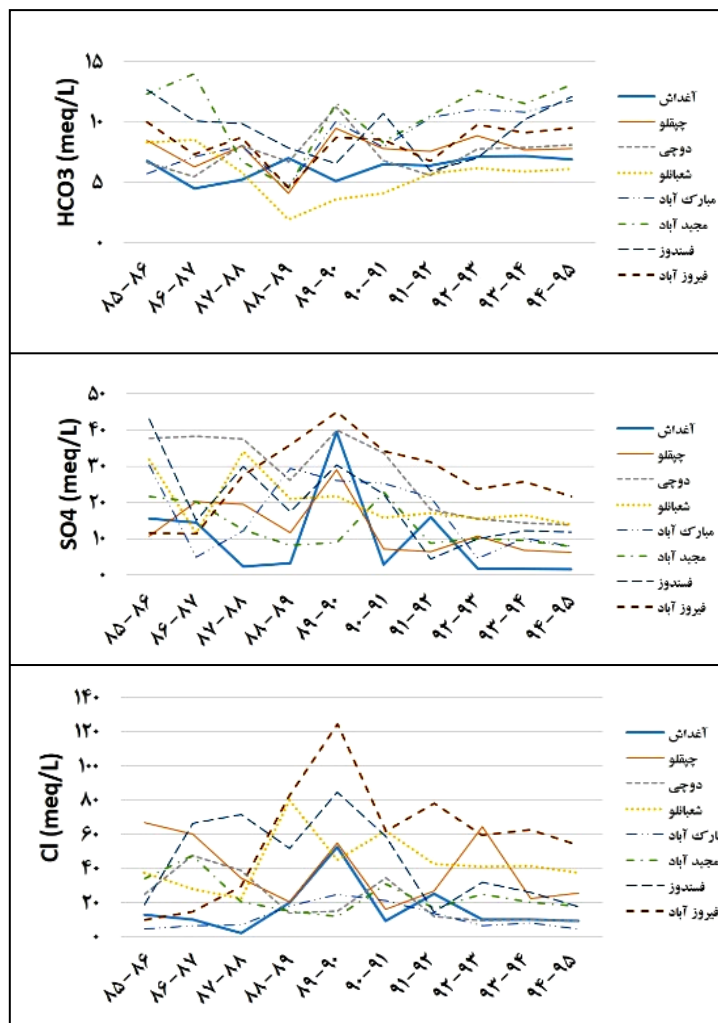 HCO3 (meq/L)
۱۵
۱۰
۵
۰
۸۵-۸۶
۸۶-۸۷
۸۷-۸۸
۸۸-۸۹
۸۹-۹۰
۹۰-۹۱
۹۱-۹۲
۹۲-۹۳
۹۳-۹۴
۹۴-۹۵
آغداش
چپقلو
دوچی
شعبانلو
مبارک آباد
مجید آباد
قسندوز
فیروز آباد
SO4 (meq/L)
۵۰
۴۰
۳۰
۲۰
۱۰
۰
۸۵-۸۶
۸۶-۸۷
۸۷-۸۸
۸۸-۸۹
۸۹-۹۰
۹۰-۹۱
۹۱-۹۲
۹۲-۹۳
۹۳-۹۴
۹۴-۹۵
آغداش
چپقلو
دوچی
شعبانلو
مبارک آباد
مجید آباد
قسندوز
فیروز آباد
Cl (meq/L)
۱۴۰
۱۲۰
۱۰۰
۸۰
۶۰
۴۰
۲۰
۰
۸۵-۸۶
۸۶-۸۷
۸۷-۸۸
۸۸-۸۹
۸۹-۹۰
۹۰-۹۱
۹۱-۹۲
۹۲-۹۳
۹۳-۹۴
۹۴-۹۵
آغداش
چپقلو
دوچی
شعبانلو
بارک آباد
مجید آباد
قسندوز
فیروز آباد